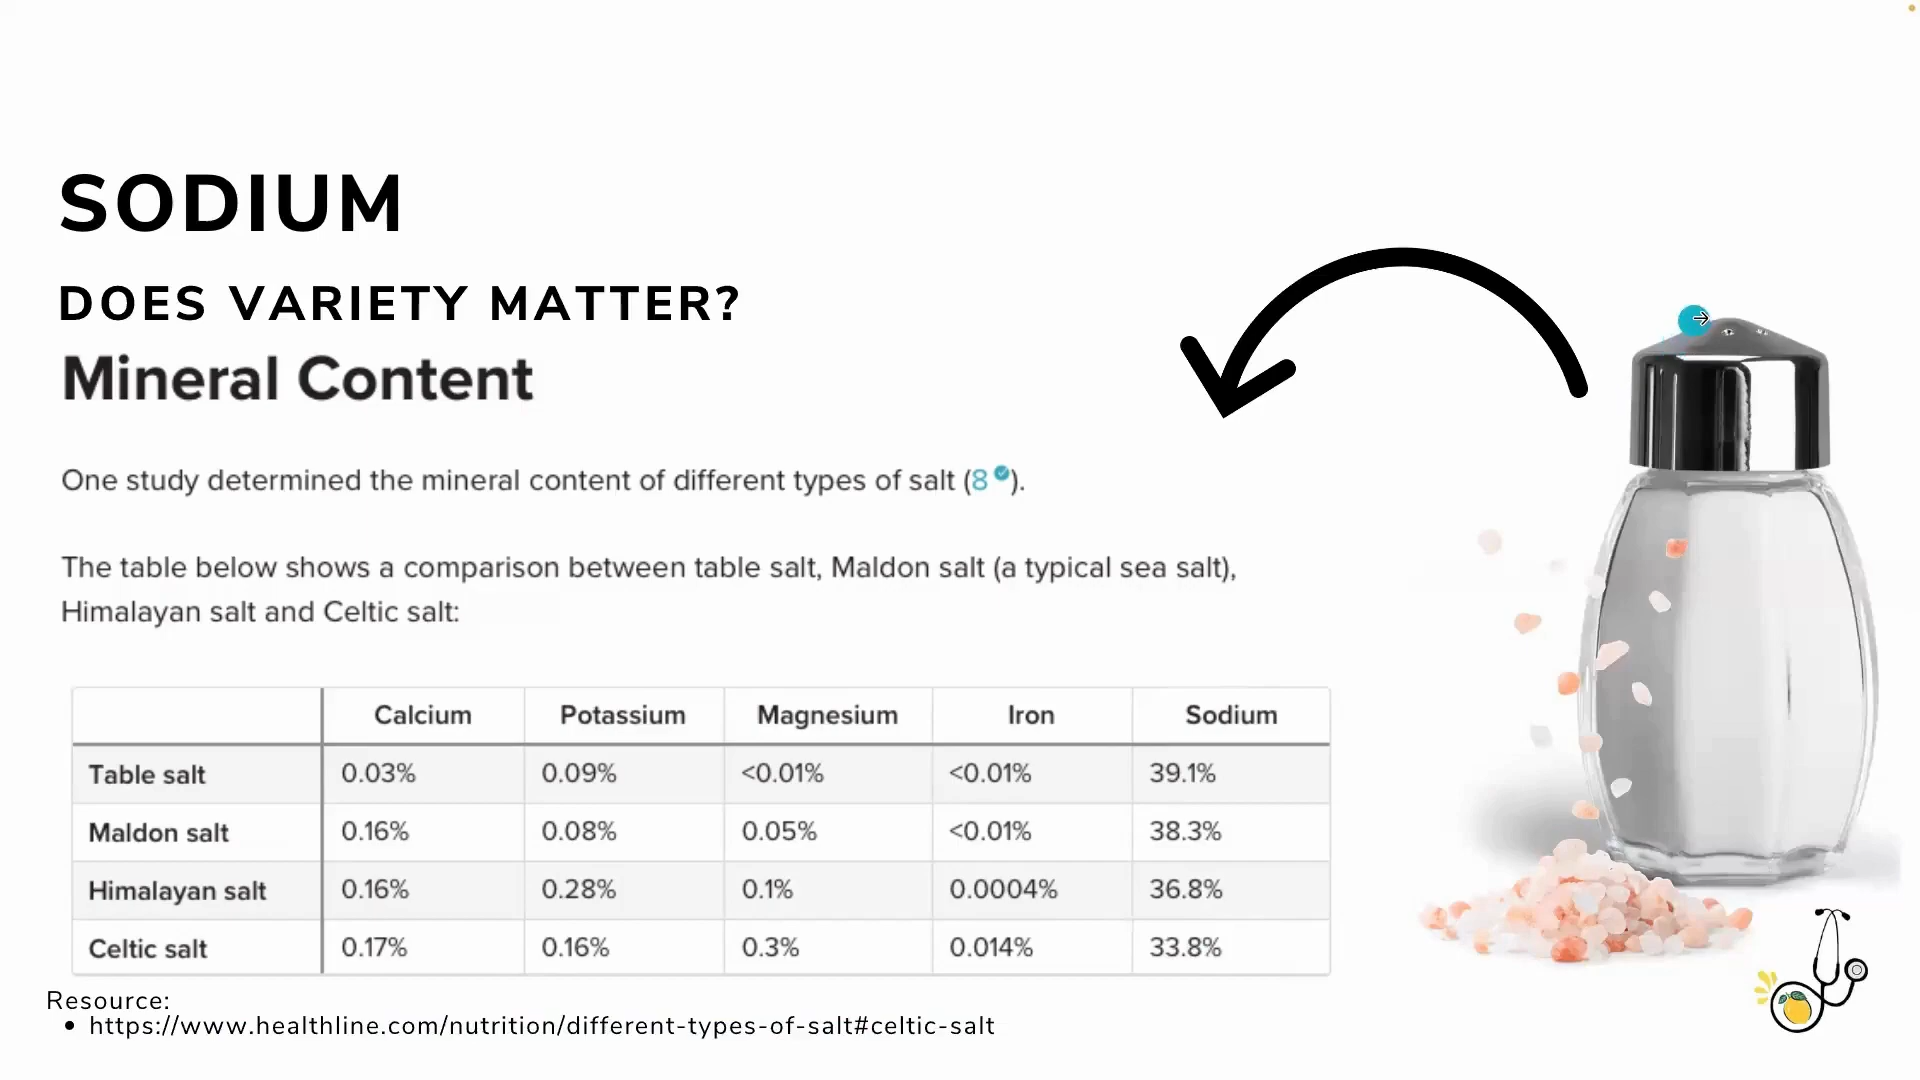 SODIUM
DOES VARIETY MATTER?
Mineral Content
One study determined the mineral content of different types of salt (8).
The table below shows a comparison between table salt, Maldon salt (a typical sea salt),
Himalayan salt and Celtic salt:
Calcium Potassium Magnesium Iron Sodium
Table salt 0.03% 0.09% <0.01% <0.01% 39.1%
Maldon salt 0.16% 0.08% 0.05% <0.01% 38.3%
Himalayan salt 0.16% 0.28% 0.1% 0.0004% 36.8%
Celtic salt 0.17% 0.16% 0.3% 0.014% 33.8%
Resource:
• https://www.healthline.com/nutrition/different-types-of-salt#celtic-salt